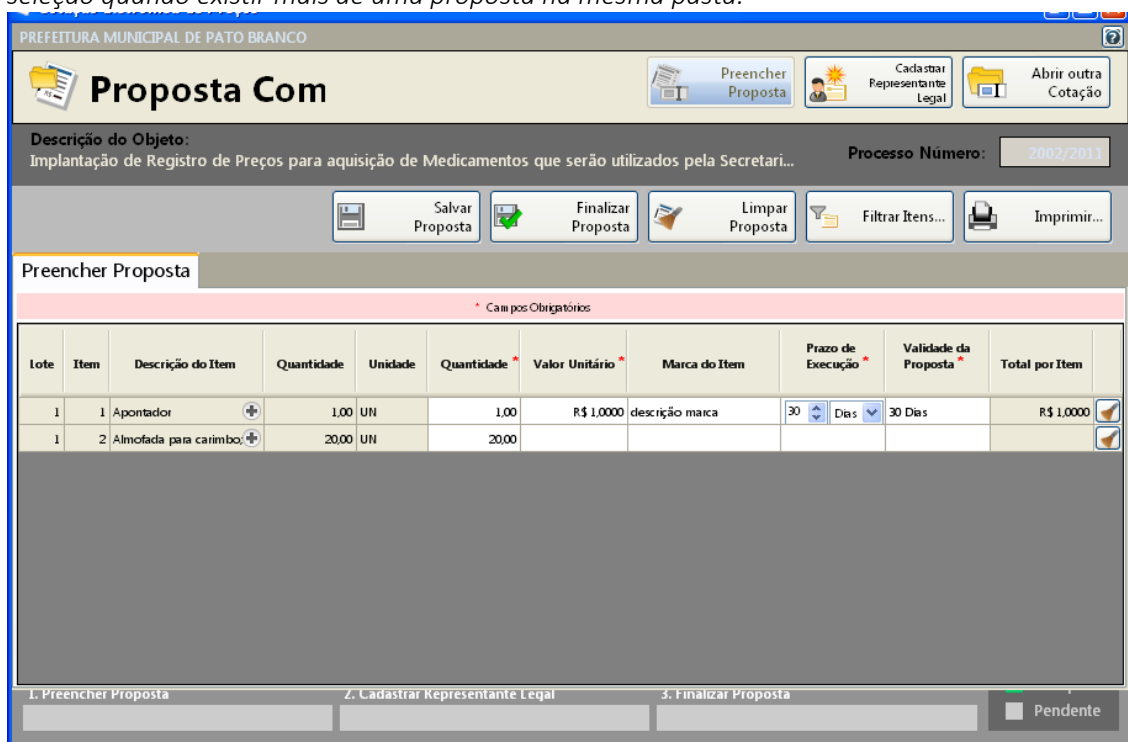 seleção quando existir mais de uma proposta na mesma pasta.
PREFEITURA MUNICIPAL DE PATO BRANCO
Proposta Com
Preencher
Proposta
Cadastrar
Representante
Legal
Abrir outra
Cotação
Descrição do Objeto:
Implantação de Registro de Preços para aquisição de Medicamentos que serão utilizados pela Secretari...
Processo Número: 2002/2011
Salvar
Proposta
Finalizar
Proposta
Limpar
Proposta
Filtrar Itens...
Imprimir...
Preencher Proposta
* Campos Obrigatórios
Lote Item Descrição do Item Quantidade Unidade Quantidade * Valor Unitário * Marca do Item Prazo de Execução * Validade da Proposta * Total por Item
1 1 Apontador 1,00 UN 1,00 R$ 1,0000 descrição marca 30 Dias 30 Dias R$ 1,0000
1 2 Almofada para carimbo; 20,00 UN 20,00
1. Preencher Proposta 2. Cadastrar Representante Legal 3. Finalizar Proposta
Pendente